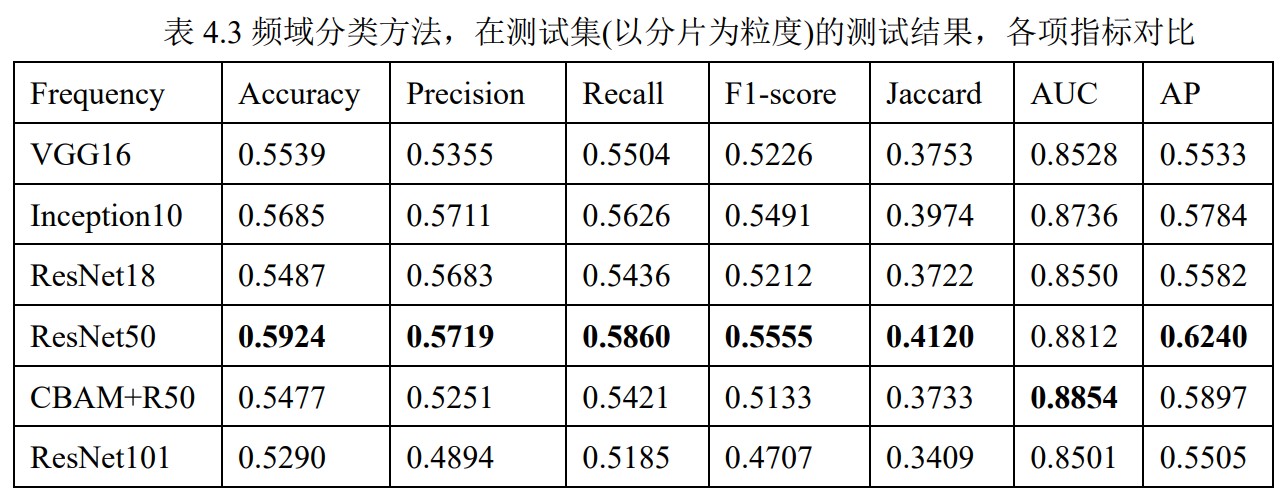 表 4.3 频域分类方法，在测试集(以分片为粒度)的测试结果，各项指标对比
Frequency Accuracy Precision Recall F1-score Jaccard AUC AP
VGG16 0.5539 0.5355 0.5504 0.5226 0.3753 0.8528 0.5533
Inception10 0.5685 0.5711 0.5626 0.5491 0.3974 0.8736 0.5784
ResNet18 0.5487 0.5683 0.5436 0.5212 0.3722 0.8550 0.5582
ResNet50 0.5924 0.5719 0.5860 0.5555 0.4120 0.8812 0.6240
CBAM+R50 0.5477 0.5251 0.5421 0.5133 0.3733 0.8854 0.5897
ResNet101 0.5290 0.4894 0.5185 0.4707 0.3409 0.8501 0.5505